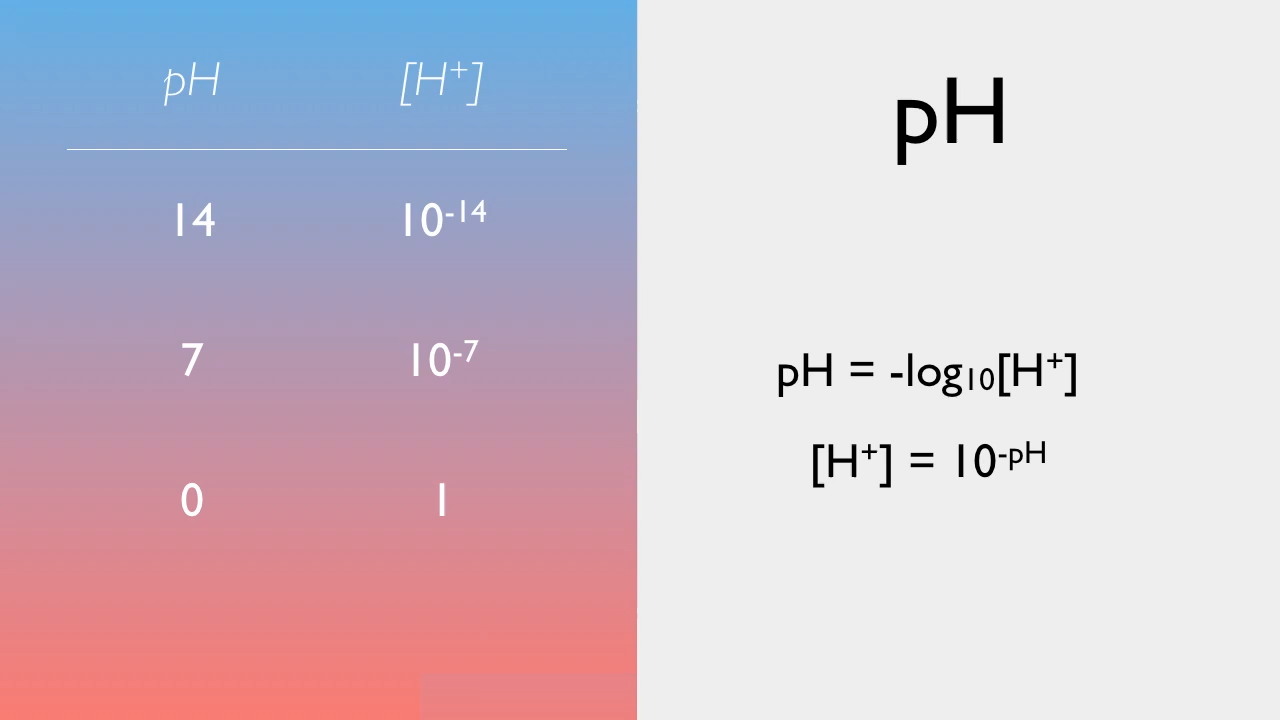 pH [H⁺]
14 10⁻¹⁴
7 10⁻⁷
0 1
pH
pH = -log₁₀[H⁺]
[H⁺] = 10⁻ᵖᴴ